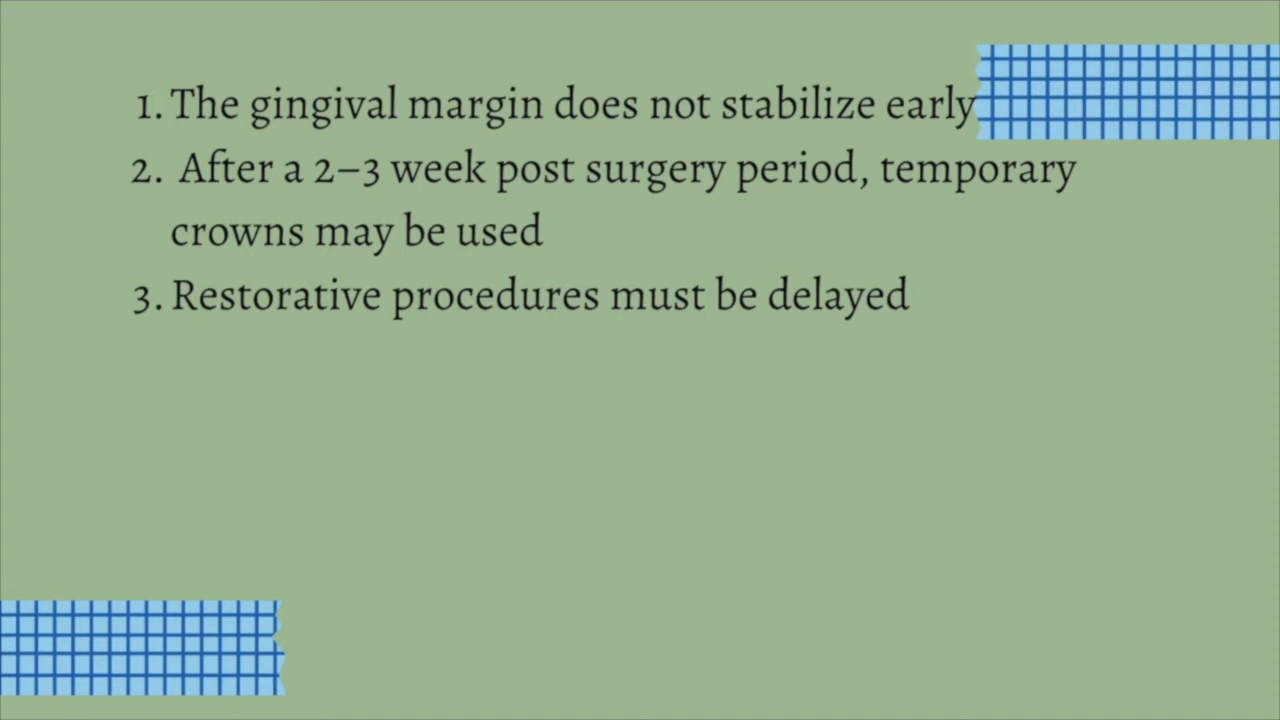 1. The gingival margin does not stabilize early
2. After a 2–3 week post surgery period, temporary
crowns may be used
3. Restorative procedures must be delayed